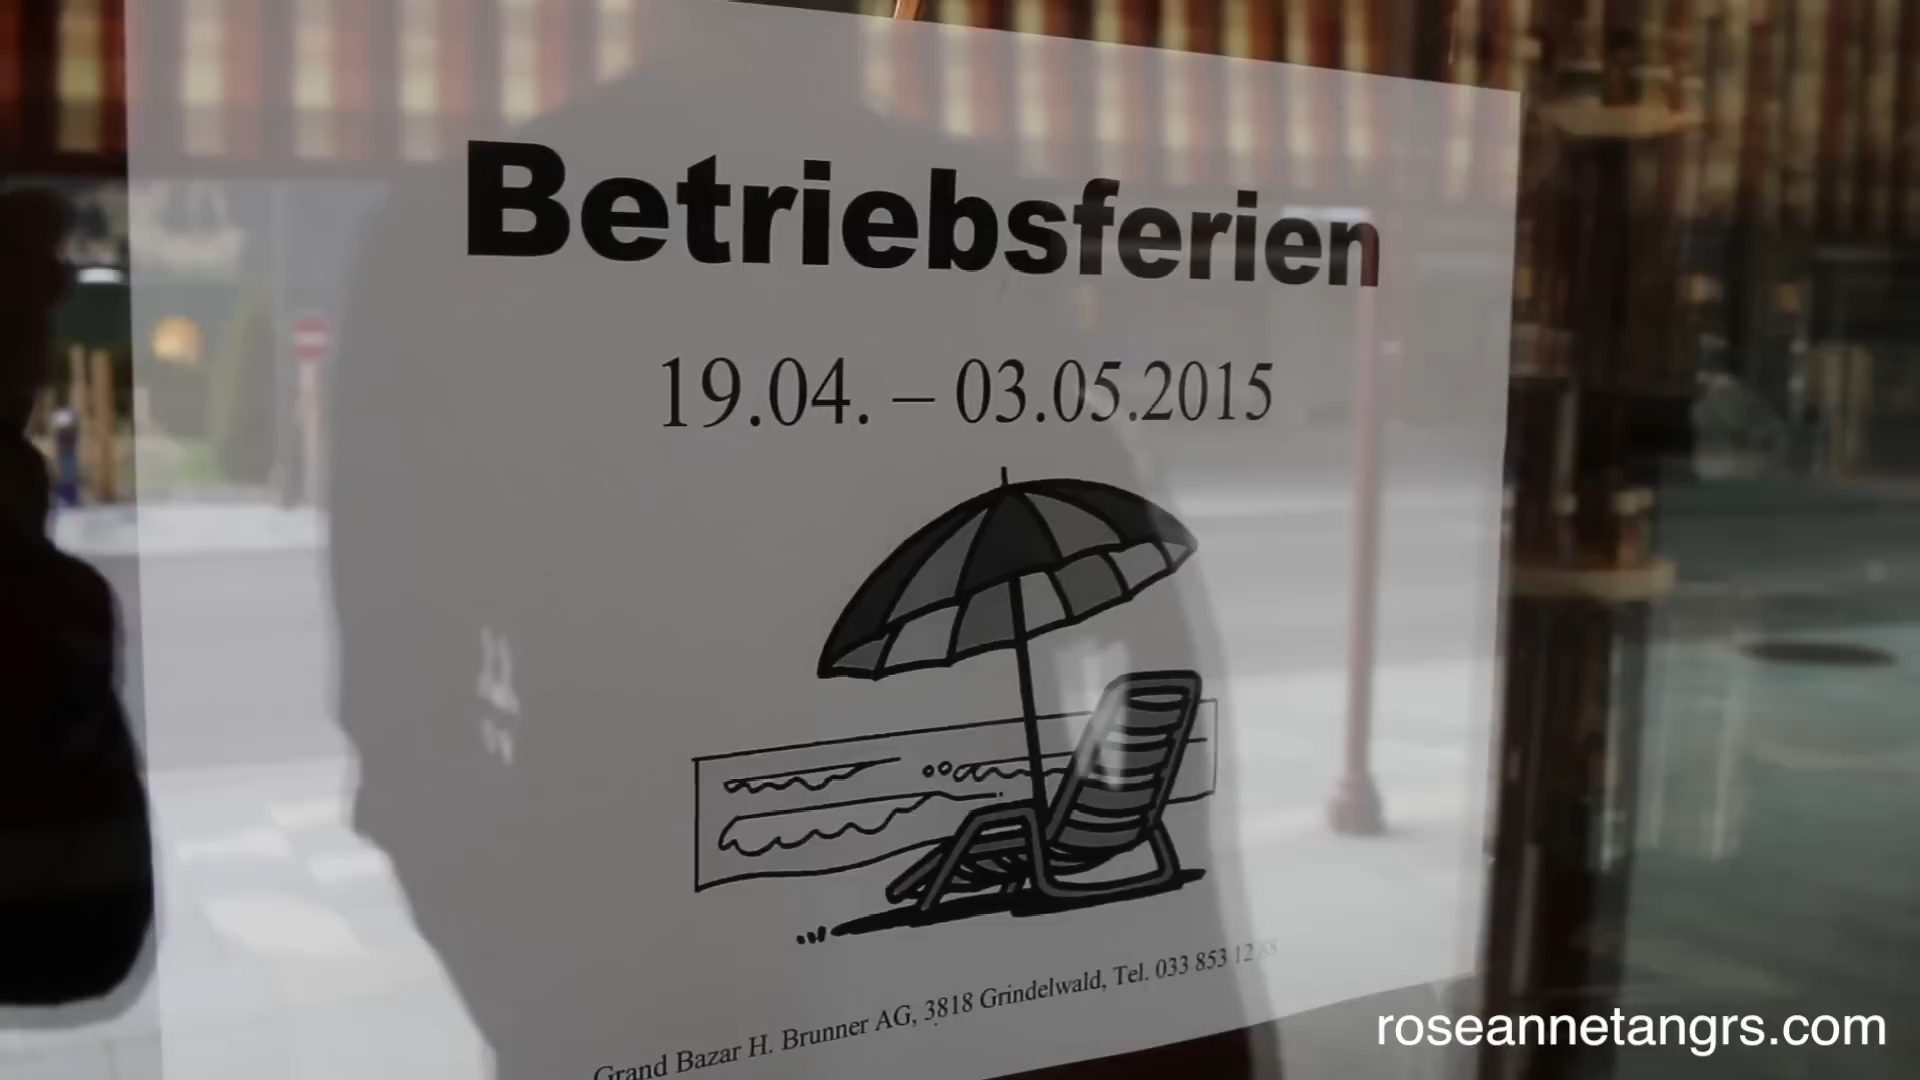 Betriebsferien
19.04. – 03.05.2015
Grand Bazar H. Brunner AG, 3818 Grindelwald, Tel. 033 853 12
roseannetangrs.com